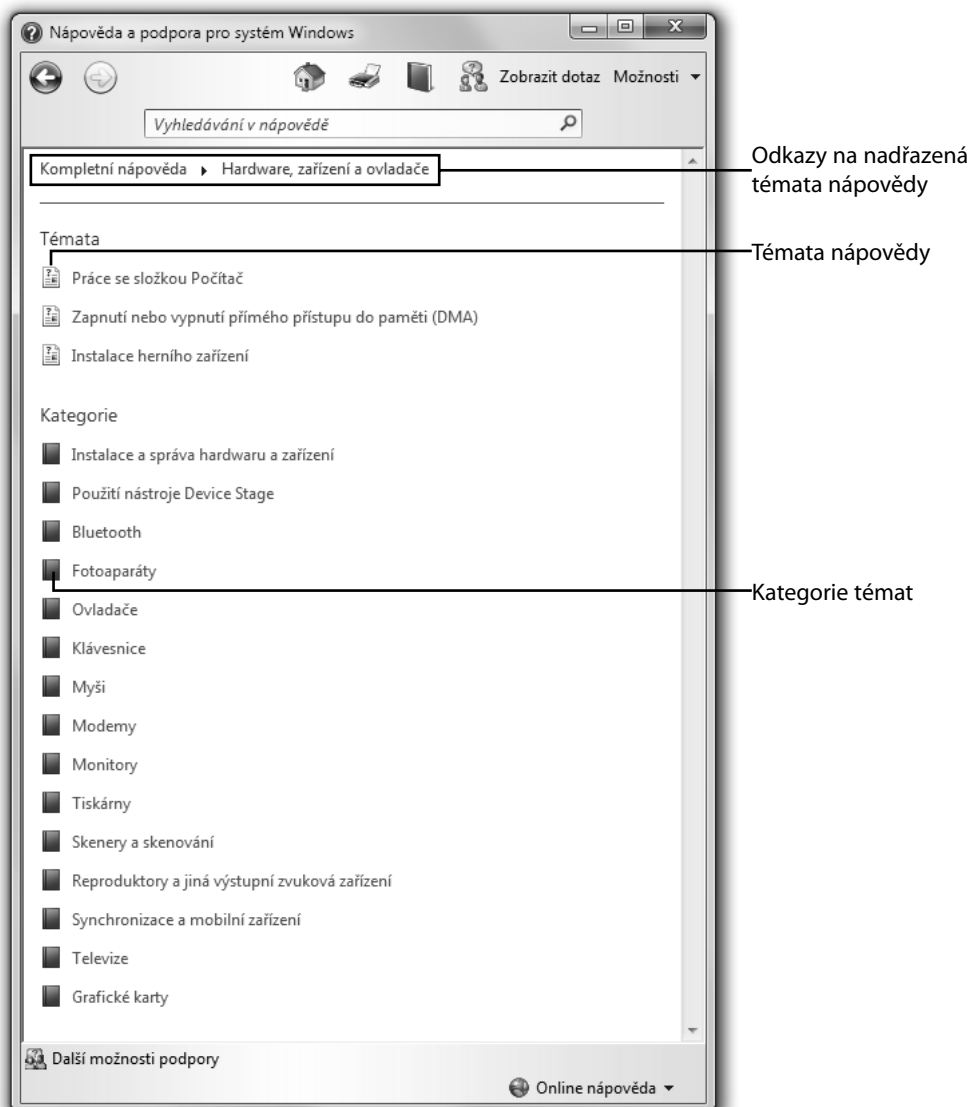 Nápověda a podpora pro systém Windows
Zobrazit dotaz Možnosti
Vyhledávání v nápovědě
Kompletní nápověda Hardware, zařízení a ovladače
Odkazy na nadřazená
témata nápovědy
Témata
Témata nápovědy
Práce se složkou Počítač
Zapnutí nebo vypnutí přímého přístupu do paměti (DMA)
Instalace herního zařízení
Kategorie
Instalace a správa hardwaru a zařízení
Použití nástroje Device Stage
Bluetooth
Fotoaparáty
Kategorie témat
Ovladače
Klávesnice
Myši
Modemy
Monitory
Tiskárny
Skenery a skenování
Reproduktory a jiná výstupní zvuková zařízení
Synchronizace a mobilní zařízení
Televize
Grafické karty
Další možnosti podpory
Online nápověda